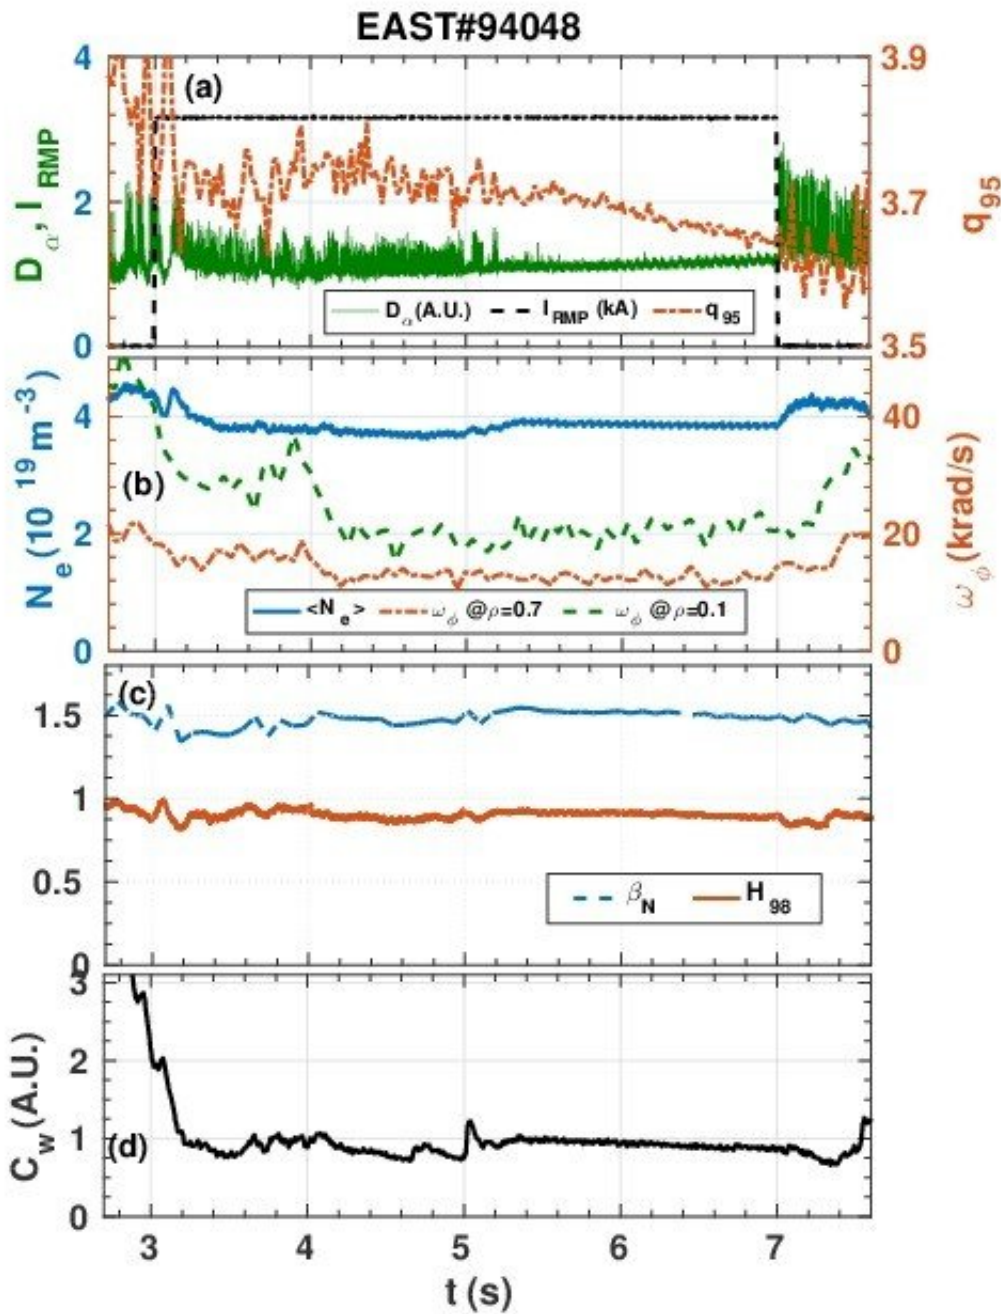 EAST#94048
(a)
D_α, I_RMP
4
2
0
q_95
3.9
3.7
3.5
D_α(A.U.) I_RMP (kA) q_95
(b)
N_e (10^19 m^-3)
4
2
0
ω_ϕ(krad/s)
40
20
0
<N_e> ω_ϕ @ρ=0.7 ω_ϕ @ρ=0.1
(c)
1.5
1
0.5
0
β_N H_98
(d)
C_w (A.U.)
3
2
1
0
3 4 5 6 7
t (s)